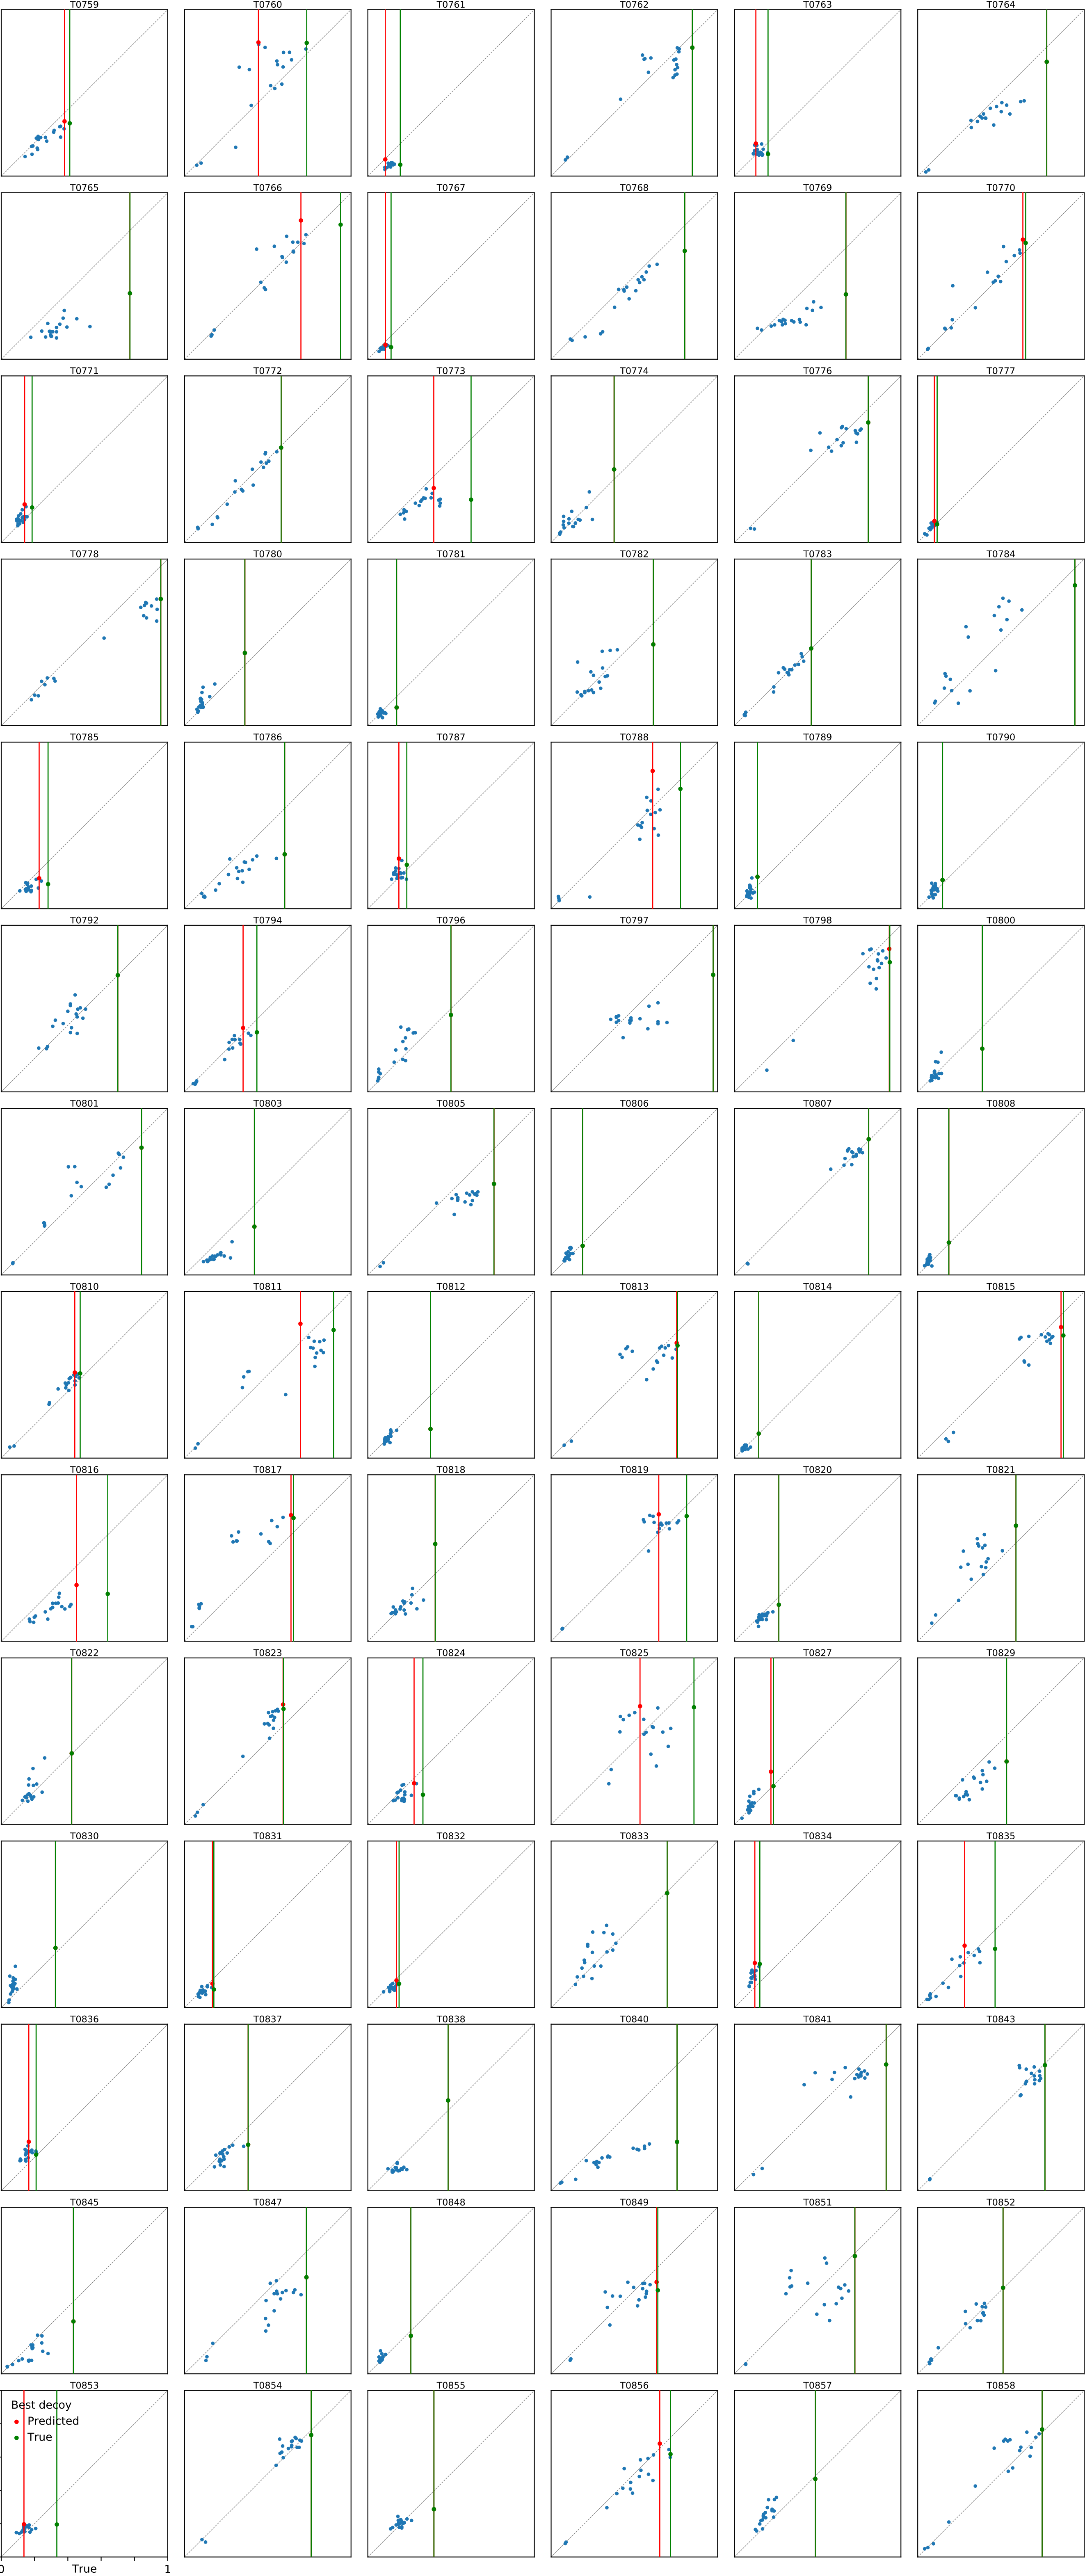 T0759 T0760 T0761 T0762 T0763 T0764
T0765 T0766 T0767 T0768 T0769 T0770
T0771 T0772 T0773 T0774 T0776 T0777
T0778 T0780 T0781 T0782 T0783 T0784
T0785 T0786 T0787 T0788 T0789 T0790
T0792 T0794 T0796 T0797 T0798 T0800
T0801 T0803 T0805 T0806 T0807 T0808
T0810 T0811 T0812 T0813 T0814 T0815
T0816 T0817 T0818 T0819 T0820 T0821
T0822 T0823 T0824 T0825 T0827 T0829
T0830 T0831 T0832 T0833 T0834 T0835
T0836 T0837 T0838 T0840 T0841 T0843
T0845 T0847 T0848 T0849 T0851 T0852
T0853 T0854 T0855 T0856 T0857 T0858
Best decoy
Predicted
True
0 True 1